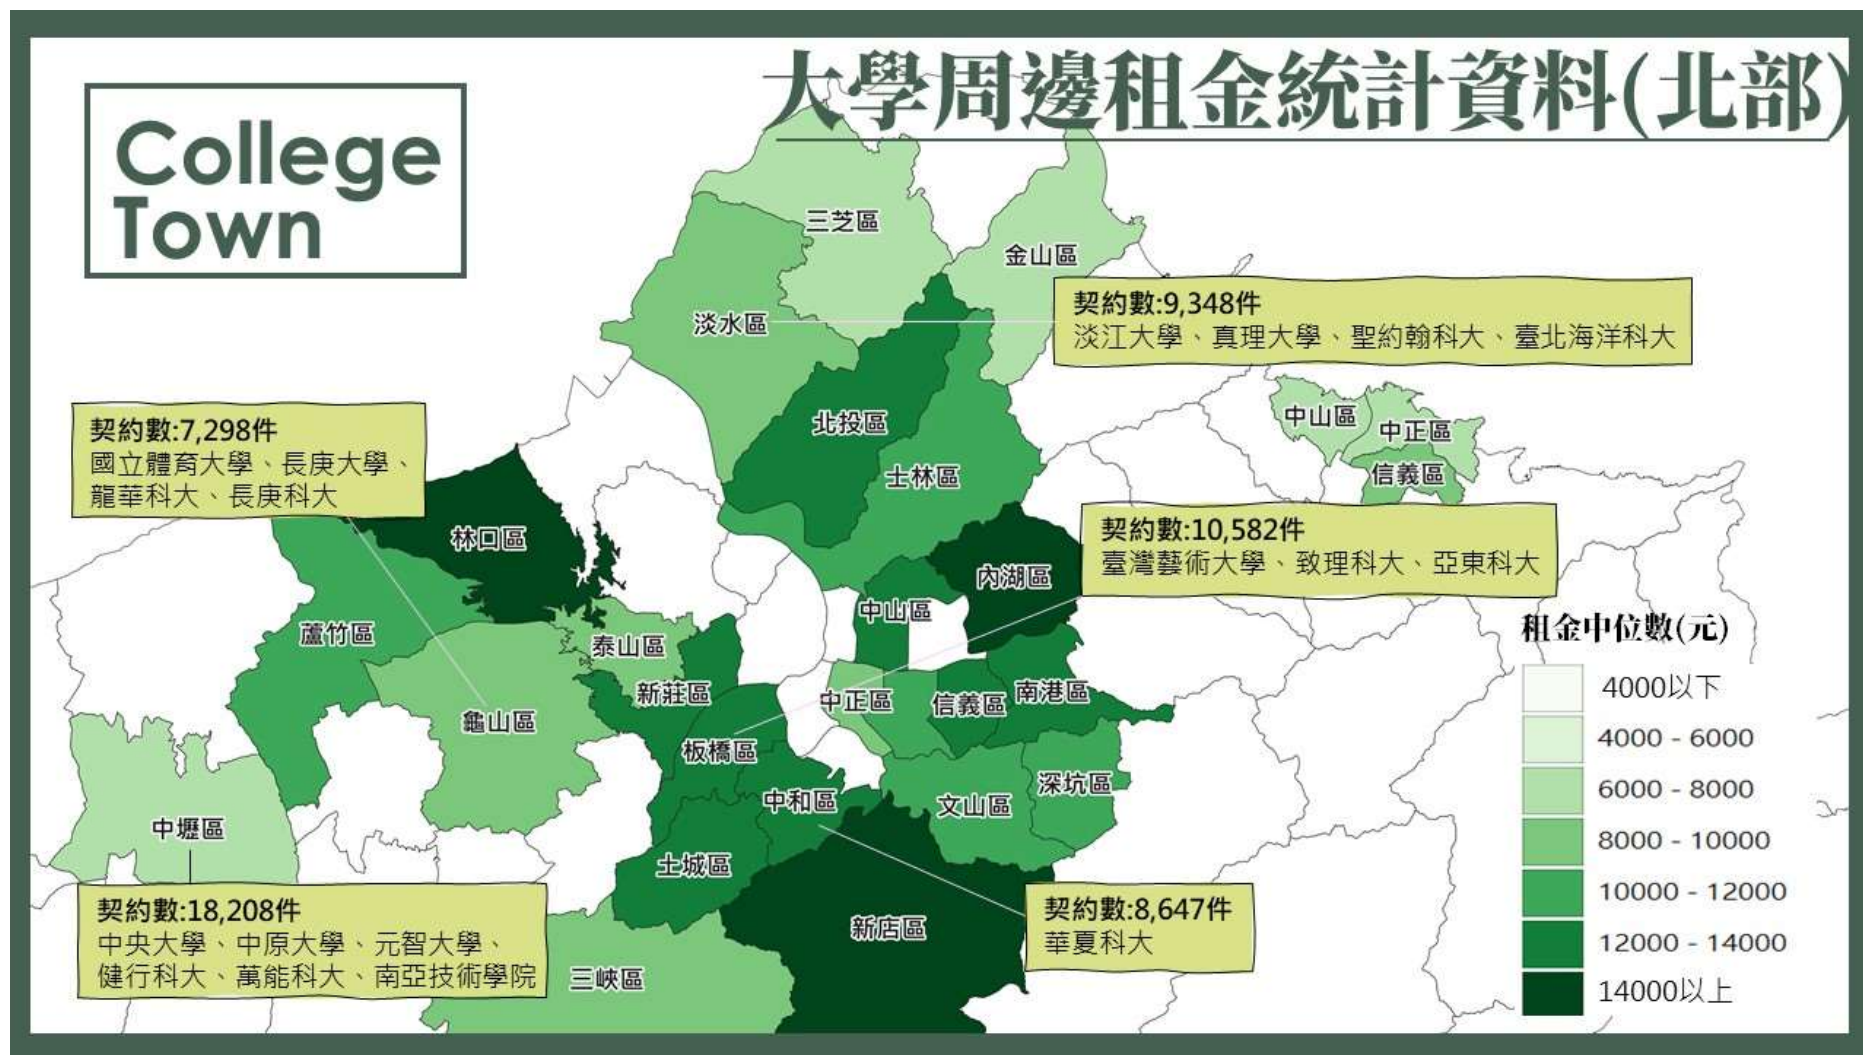 大學周邊租金統計資料(北部)
College
Town
三芝區
金山區
契約數:9,348件
淡江大學、真理大學、聖約翰科大、臺北海洋科大
淡水區
北投區
士林區
中山區
中正區
信義區
契約數:7,298件
國立體育大學、長庚大學、
龍華科大、長庚科大
林口區
契約數:10,582件
臺灣藝術大學、致理科大、亞東科大
內湖區
中山區
蘆竹區
泰山區
新莊區
中正區
信義區
南港區
龜山區
板橋區
中和區
文山區
深坑區
中壢區
土城區
新店區
三峽區
契約數:18,208件
中央大學、中原大學、元智大學、
健行科大、萬能科大、南亞技術學院
契約數:8,647件
華夏科大
租金中位數(元)
4000以下
4000 - 6000
6000 - 8000
8000 - 10000
10000 - 12000
12000 - 14000
14000以上